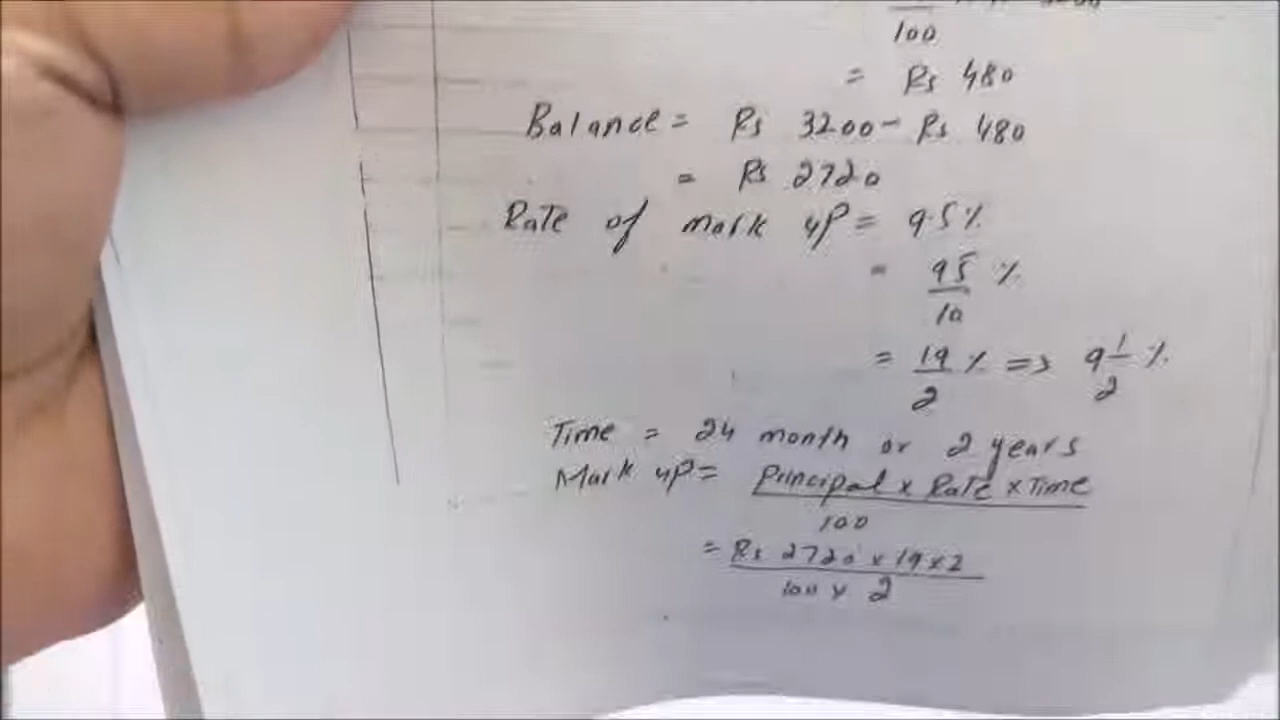 100
= Rs 480
Balance = Rs 3200 - Rs 480
= Rs 2720
Rate of mark up = 9.5%
= 95/10 %
= 19/2 % => 9 1/2 %
Time = 24 month or 2 years
Mark up = Principal x Rate x Time
100
= Rs 2720 x 19 x 2
100 x 2